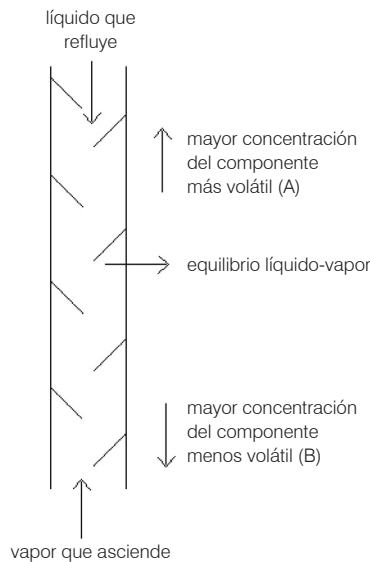 líquido que
refluye
mayor concentración
del componente
más volátil (A)
equilibrio líquido-vapor
mayor concentración
del componente
menos volátil (B)
vapor que asciende